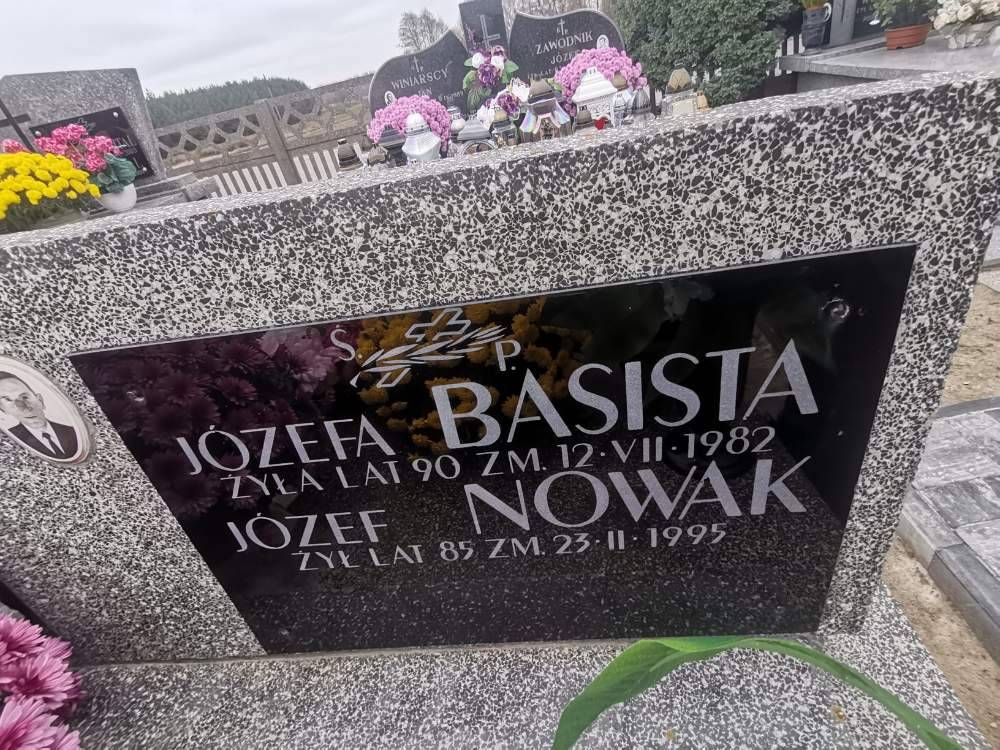 WINIARSCY
ZAWODNIK
Ś. P.
JÓZEFA BASISTA
ŻYŁA LAT 90 ZM. 12·VII·1982
JÓZEF NOWAK
ŻYŁ LAT 85 ZM. 23·II·1995